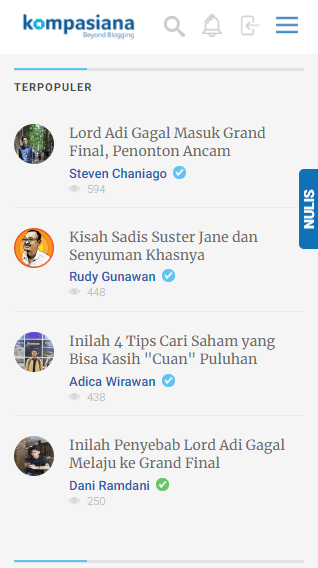 kompasiana
Beyond Blogging
TERPOPULER
Lord Adi Gagal Masuk Grand
Final, Penonton Ancam
Steven Chaniago
594
NULIS
Kisah Sadis Suster Jane dan
Senyuman Khasnya
Rudy Gunawan
448
Inilah 4 Tips Cari Saham yang
Bisa Kasih "Cuan" Puluhan
Adica Wirawan
438
Inilah Penyebab Lord Adi Gagal
Melaju ke Grand Final
Dani Ramdani
250